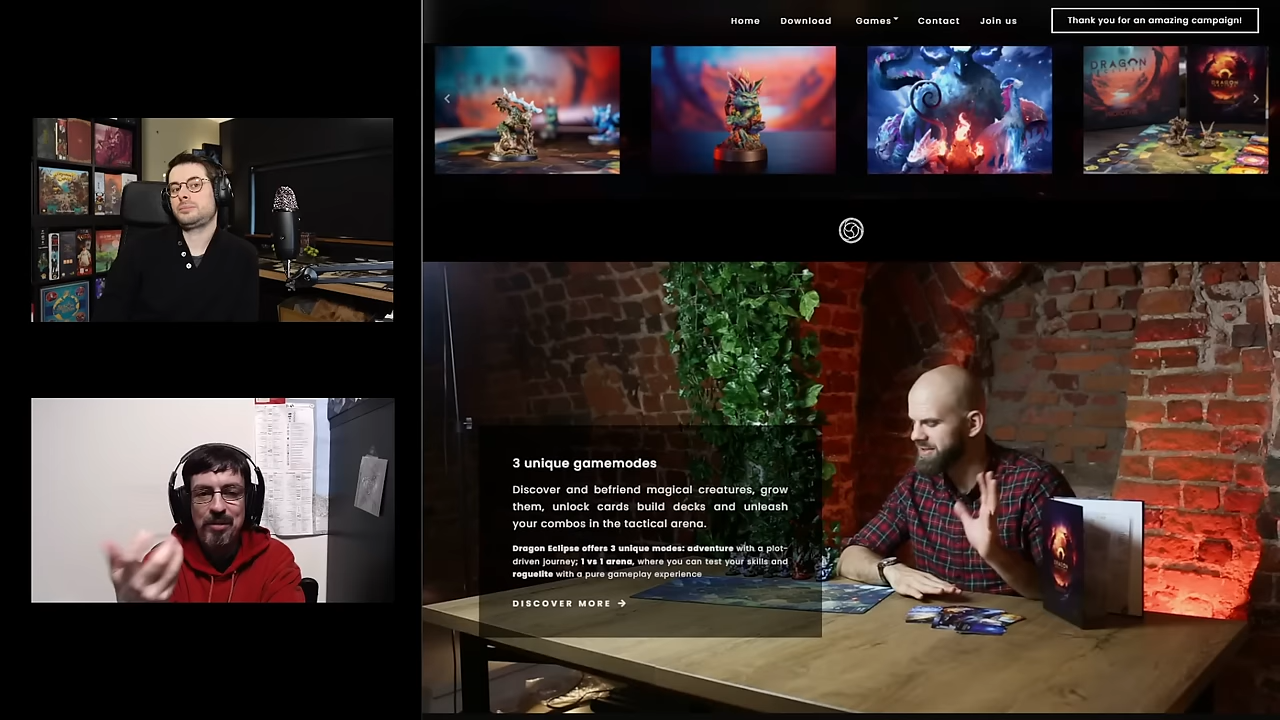 Home Download Games Contact Join us Thank you for an amazing campaign!
DRAGON
DRAGON
3 unique gamemodes
Discover and befriend magical creatures, grow
them, unlock cards build decks and unleash
your combos in the tactical arena.
Dragon Eclipse offers 3 unique modes: adventure with a plot-
driven journey; 1 vs 1 arena, where you can test your skills and
roguelite with a pure gameplay experience
DISCOVER MORE →